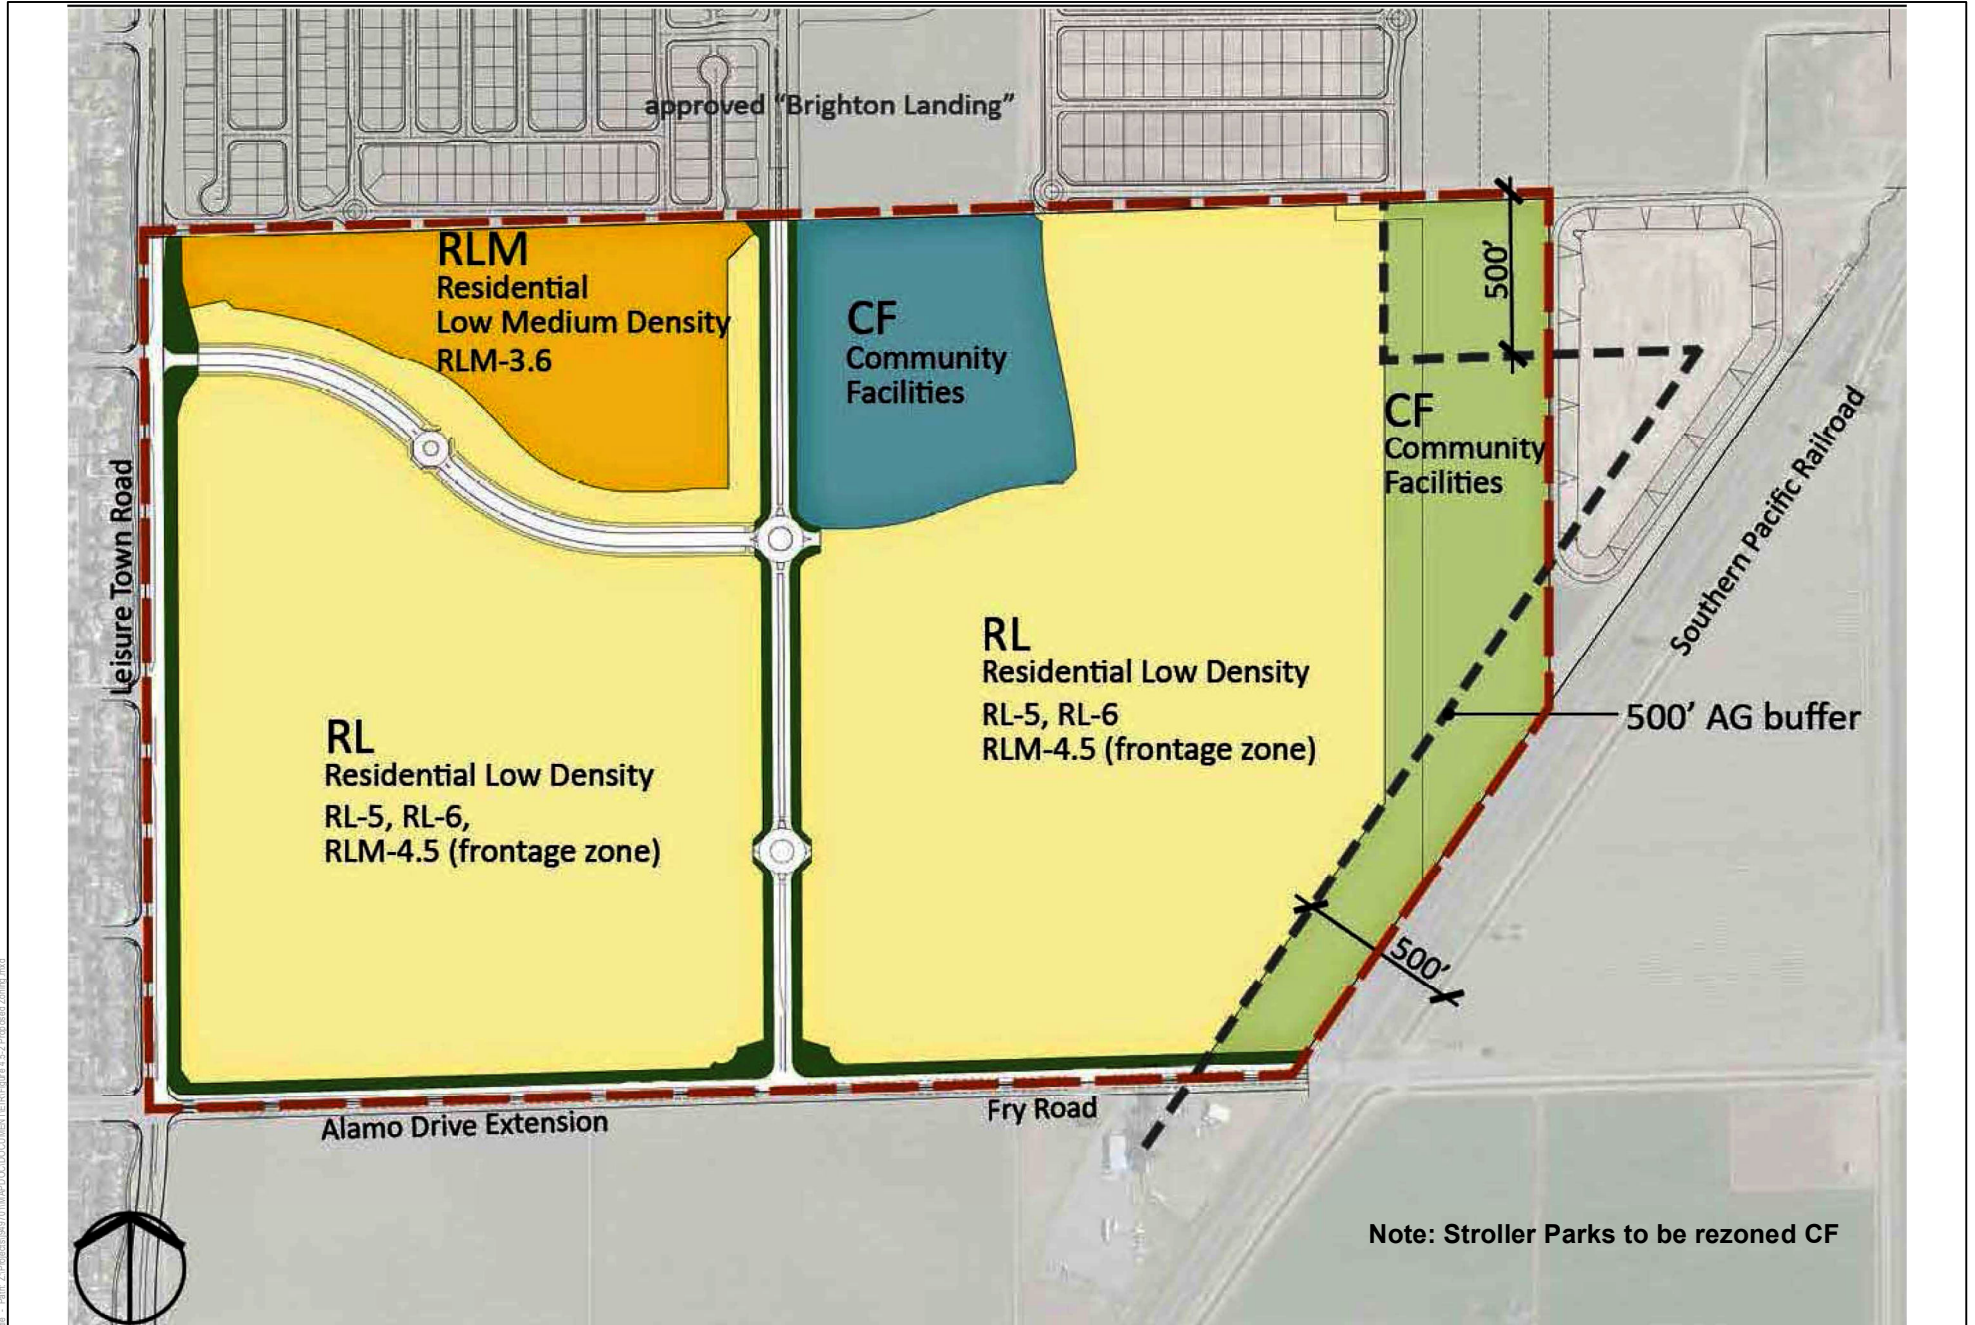 approved "Brighton Landing"
RLM
Residential
Low Medium Density
RLM-3.6
CF
Community
Facilities
500’
CF
Community
Facilities
Leisure Town Road
Southern Pacific Railroad
RL
Residential Low Density
RL-5, RL-6
RLM-4.5 (frontage zone)
500’ AG buffer
RL
Residential Low Density
RL-5, RL-6,
RLM-4.5 (frontage zone)
500’
Alamo Drive Extension
Fry Road
Note: Stroller Parks to be rezoned CF